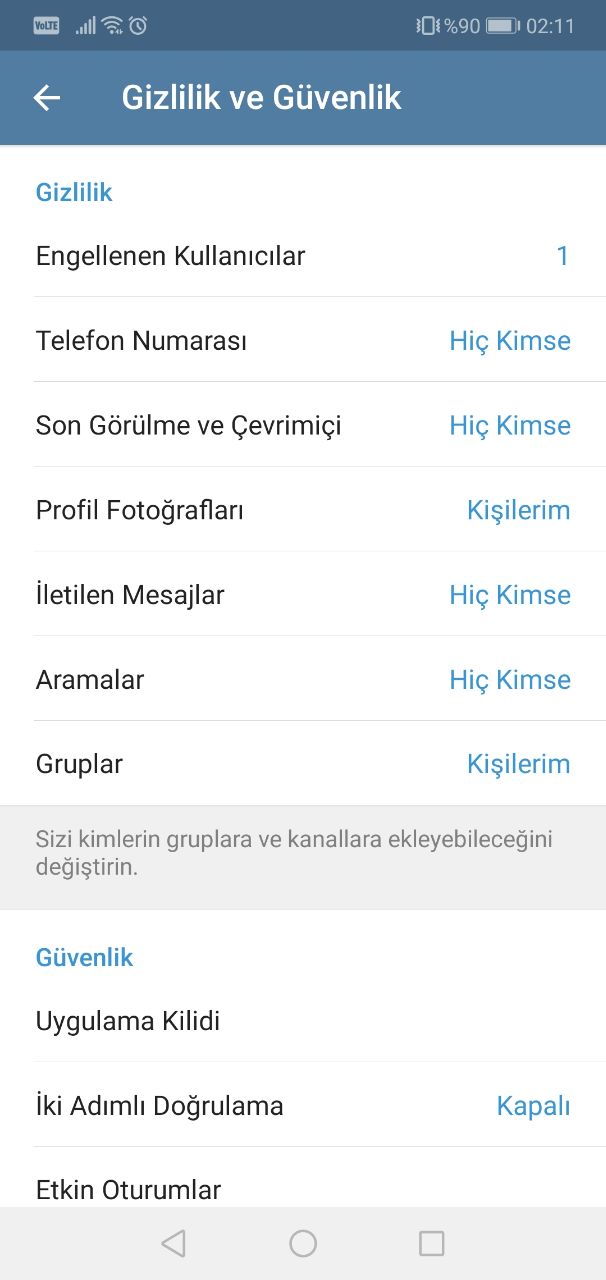 VoLTE %90 02:11
Gizlilik ve Güvenlik
Gizlilik
Engellenen Kullanıcılar 1
Telefon Numarası Hiç Kimse
Son Görülme ve Çevrimiçi Hiç Kimse
Profil Fotoğrafları Kişilerim
İletilen Mesajlar Hiç Kimse
Aramalar Hiç Kimse
Gruplar Kişilerim
Sizi kimlerin gruplara ve kanallara ekleyebileceğini
değiştirin.
Güvenlik
Uygulama Kilidi
İki Adımlı Doğrulama Kapalı
Etkin Oturumlar